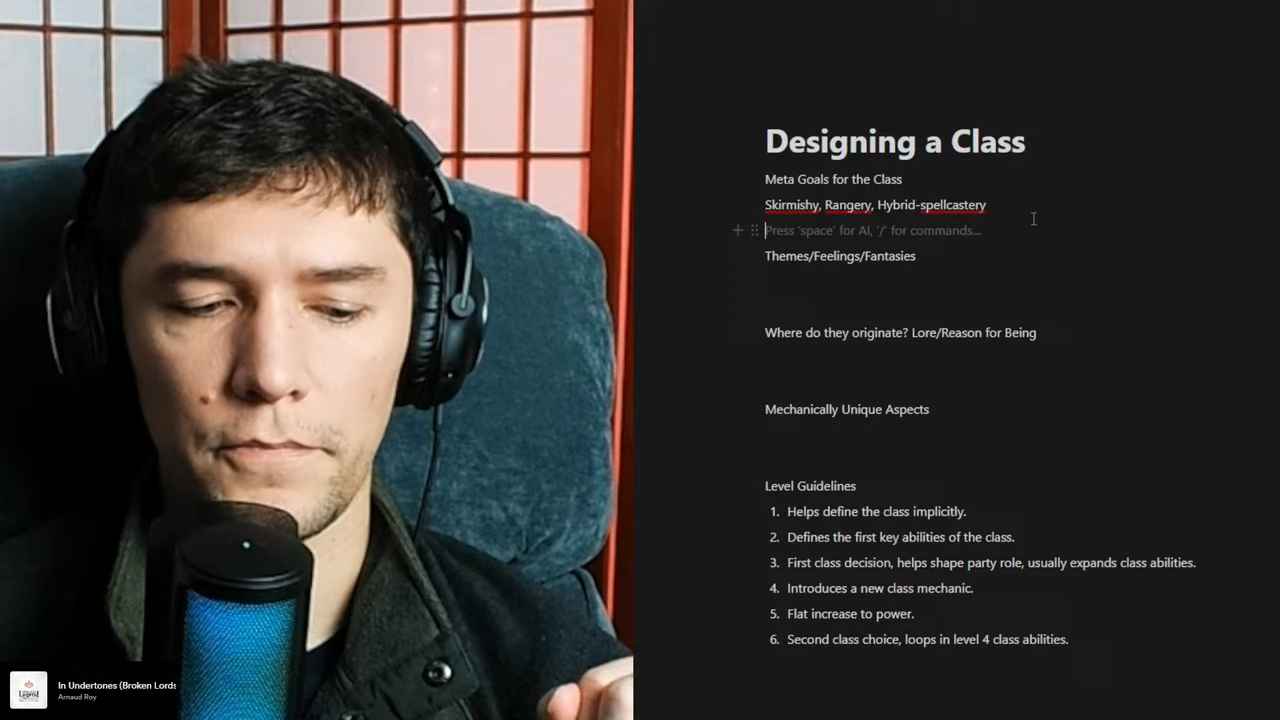 Designing a Class
Meta Goals for the Class
Skirmishy, Rangery, Hybrid-spellcastery
Press 'space' for AI, '/' for commands...
Themes/Feelings/Fantasies
Where do they originate? Lore/Reason for Being
Mechanically Unique Aspects
Level Guidelines
1. Helps define the class implicitly.
2. Defines the first key abilities of the class.
3. First class decision, helps shape party role, usually expands class abilities.
4. Introduces a new class mechanic.
5. Flat increase to power.
6. Second class choice, loops in level 4 class abilities.
Legend
In Undertones (Broken Lords
Arnaud Roy